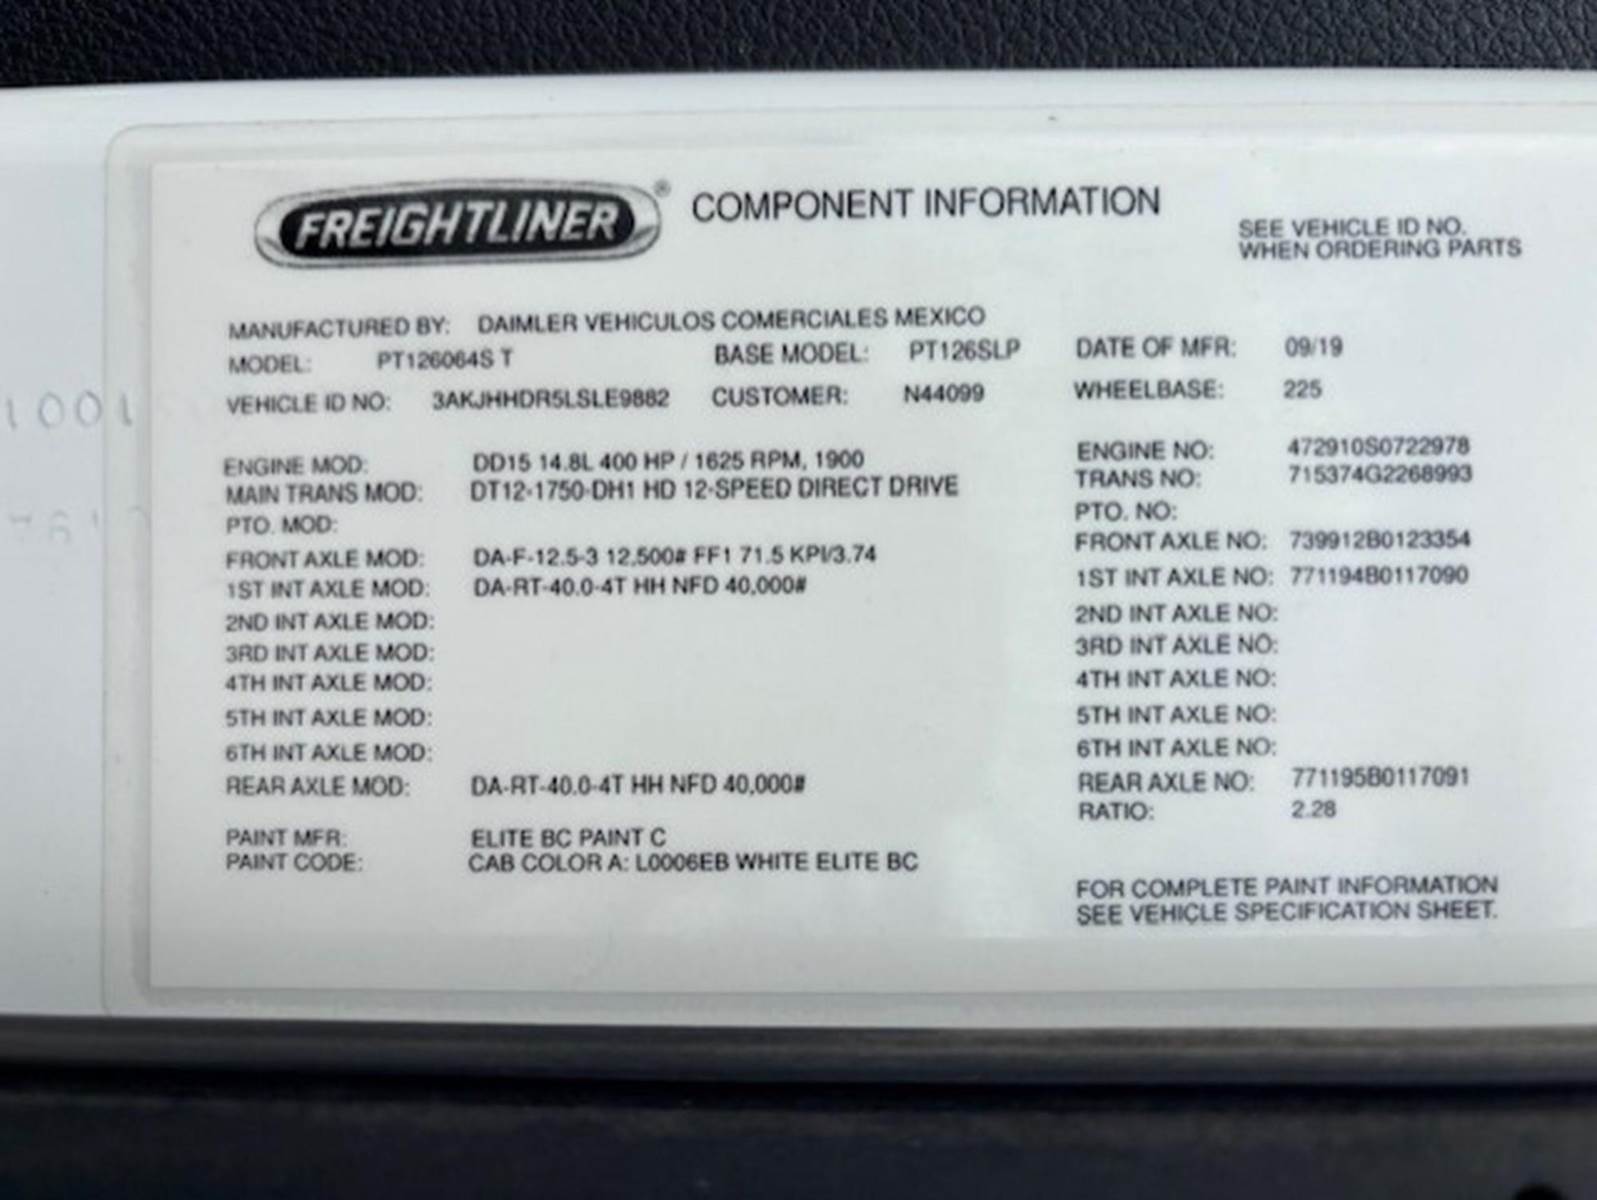 FREIGHTLINER® COMPONENT INFORMATION
SEE VEHICLE ID NO.
WHEN ORDERING PARTS
MANUFACTURED BY: DAIMLER VEHICULOS COMERCIALES MEXICO
MODEL: PT126064S T BASE MODEL: PT126SLP DATE OF MFR: 09/19
VEHICLE ID NO: 3AKJHHDR5LSLE9882 CUSTOMER: N44099 WHEELBASE: 225
1001
ENGINE MOD: DD15 14.8L 400 HP / 1625 RPM, 1900 ENGINE NO: 472910S0722978
MAIN TRANS MOD: DT12-1750-DH1 HD 12-SPEED DIRECT DRIVE TRANS NO: 715374G2268993
PTO. MOD: PTO. NO:
FRONT AXLE MOD: DA-F-12.5-3 12,500# FF1 71.5 KPI/3.74 FRONT AXLE NO: 739912B0123354
1ST INT AXLE MOD: DA-RT-40.0-4T HH NFD 40,000# 1ST INT AXLE NO: 771194B0117090
2ND INT AXLE MOD: 2ND INT AXLE NO:
3RD INT AXLE MOD: 3RD INT AXLE NO:
4TH INT AXLE MOD: 4TH INT AXLE NO:
5TH INT AXLE MOD: 5TH INT AXLE NO:
6TH INT AXLE MOD: 6TH INT AXLE NO:
REAR AXLE MOD: DA-RT-40.0-4T HH NFD 40,000# REAR AXLE NO: 771195B0117091
RATIO: 2.28
PAINT MFR: ELITE BC PAINT C
PAINT CODE: CAB COLOR A: L0006EB WHITE ELITE BC
FOR COMPLETE PAINT INFORMATION
SEE VEHICLE SPECIFICATION SHEET.